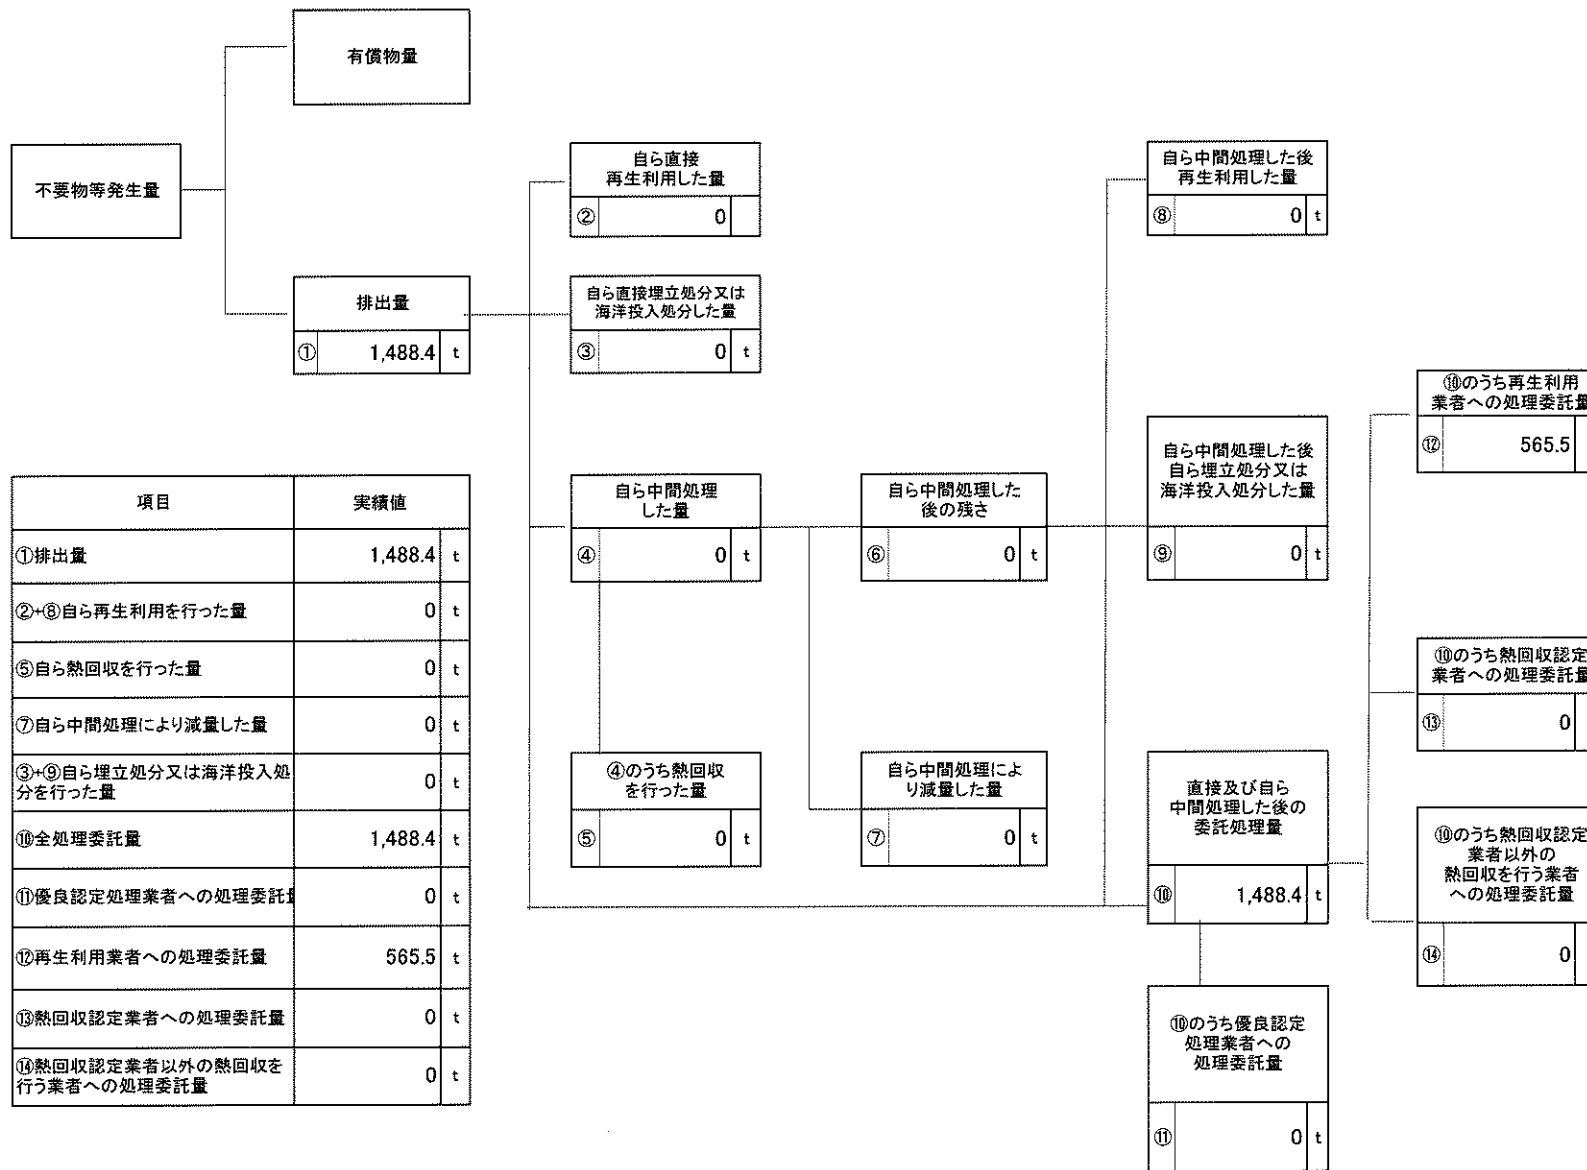 有償物量
不要物等発生量
排出量
① 1,488.4 t
自ら直接
再生利用した量
② 0
自ら直接埋立処分又は
海洋投入処分した量
③ 0 t
自ら中間処理
した量
④ 0 t
④のうち熱回収
を行った量
⑤ 0 t
自ら中間処理した
後の残さ
⑥ 0 t
自ら中間処理によ
り減量した量
⑦ 0 t
自ら中間処理した後
再生利用した量
⑧ 0 t
自ら中間処理した後
自ら埋立処分又は
海洋投入処分した量
⑨ 0 t
直接及び自ら
中間処理した後の
委託処理量
⑩ 1,488.4 t
⑩のうち優良認定
処理業者への
処理委託量
⑪ 0 t
⑩のうち再生利用
業者への処理委託量
⑫ 565.5
⑩のうち熱回収認定
業者への処理委託量
⑬ 0
⑩のうち熱回収認定
業者以外の
熱回収を行う業者
への処理委託量
⑭ 0
項目 実績値
①排出量 1,488.4 t
②+⑧自ら再生利用を行った量 0 t
⑤自ら熱回収を行った量 0 t
⑦自ら中間処理により減量した量 0 t
③+⑨自ら埋立処分又は海洋投入処
分を行った量 0 t
⑩全処理委託量 1,488.4 t
⑪優良認定処理業者への処理委託量 0 t
⑫再生利用業者への処理委託量 565.5 t
⑬熱回収認定業者への処理委託量 0 t
⑭熱回収認定業者以外の熱回収を
行う業者への処理委託量 0 t